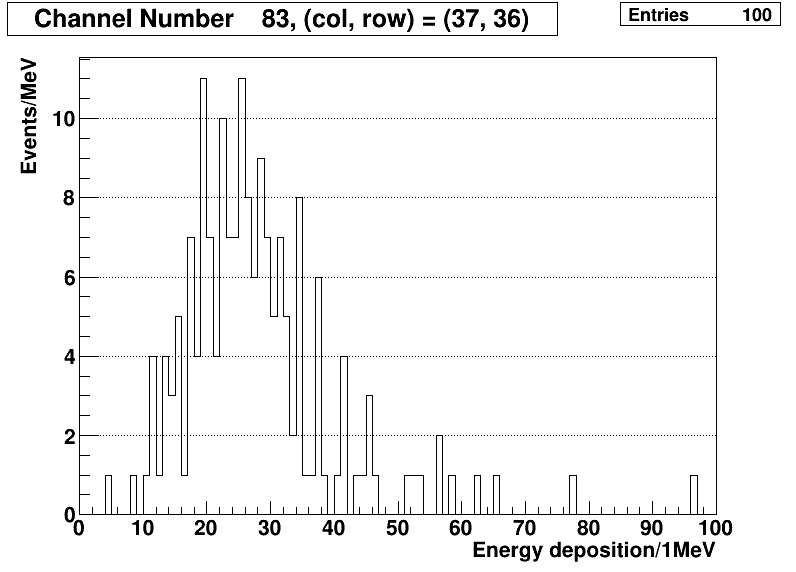 Channel Number 83, (col, row) = (37, 36)
Entries 100
Events/MeV
10
8
6
4
2
0
0 10 20 30 40 50 60 70 80 90 100
Energy deposition/1MeV